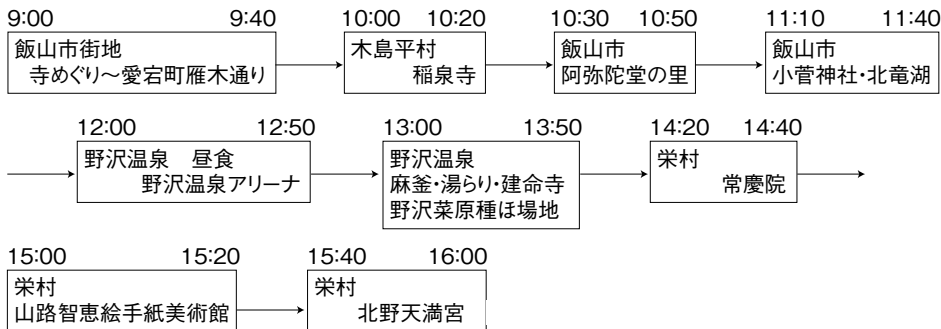 9:00 9:40 10:00 10:20 10:30 10:50 11:10 11:40
飯山市街地 木島平村 飯山市 飯山市
寺めぐり～愛宕町雁木通り 稲泉寺 阿弥陀堂の里 小菅神社・北竜湖
12:00 12:50 13:00 13:50 14:20 14:40
野沢温泉 昼食 野沢温泉 栄村
野沢温泉アリーナ 麻釜・湯らり・建命寺 常慶院
野沢菜原種ほ場地
15:00 15:20 15:40 16:00
栄村 栄村
山路智恵絵手紙美術館 北野天満宮